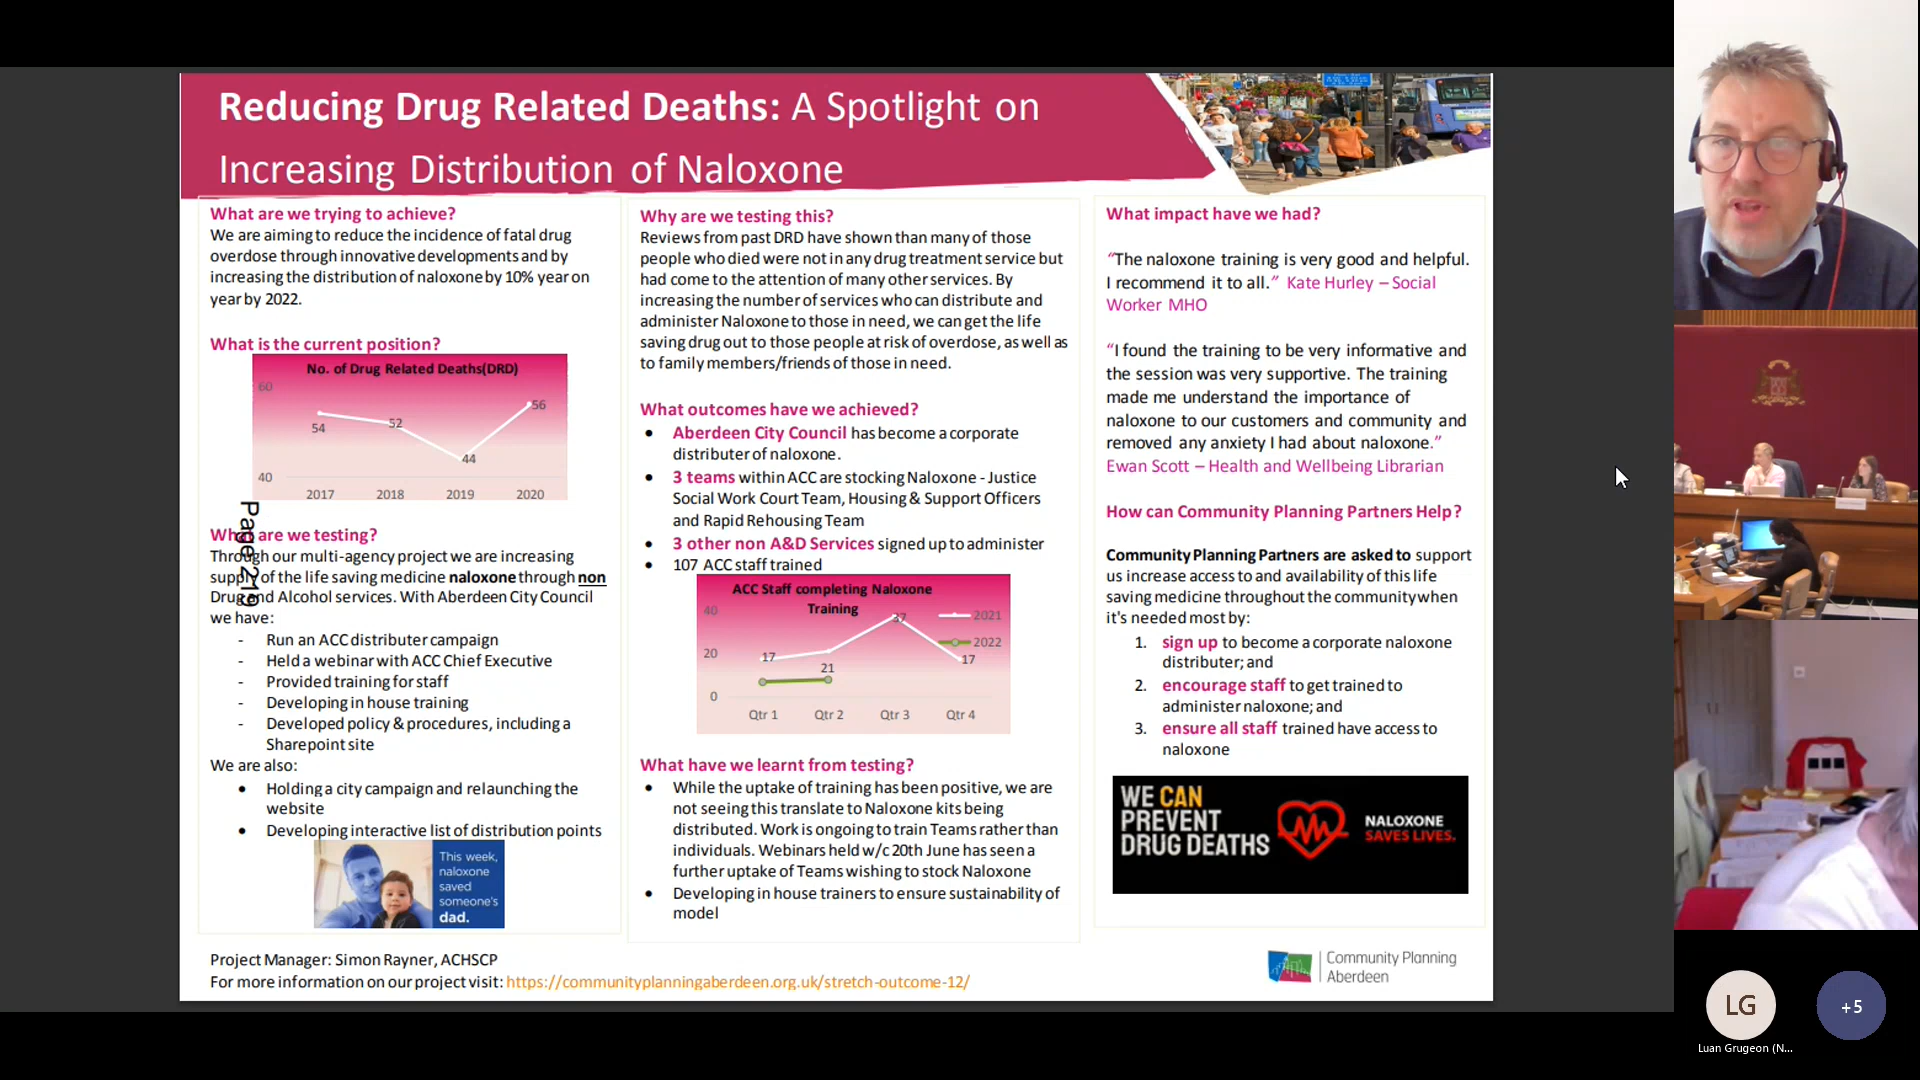 Reducing Drug Related Deaths: A Spotlight on
Increasing Distribution of Naloxone
What are we trying to achieve?
We are aiming to reduce the incidence of fatal drug
overdose through innovative developments and by
increasing the distribution of naloxone by 10% year on
year by 2022.
What is the current position?
No. of Drug Related Deaths(DRD)
60
40
54
52
44
56
2017 2018 2019 2020
Page 219
What are we testing?
Through our multi-agency project we are increasing
supply of the life saving medicine naloxone through non
Drug and Alcohol services. With Aberdeen City Council
we have:
- Run an ACC distributer campaign
- Held a webinar with ACC Chief Executive
- Provided training for staff
- Developing in house training
- Developed policy & procedures, including a
Sharepoint site
We are also:
• Holding a city campaign and relaunching the
website
• Developing interactive list of distribution points
This week,
naloxone
saved
someone's
dad.
Why are we testing this?
Reviews from past DRD have shown than many of those
people who died were not in any drug treatment service but
had come to the attention of many other services. By
increasing the number of services who can distribute and
administer Naloxone to those in need, we can get the life
saving drug out to those people at risk of overdose, as well as
to family members/friends of those in need.
What outcomes have we achieved?
• Aberdeen City Council has become a corporate
distributer of naloxone.
• 3 teams within ACC are stocking Naloxone - Justice
Social Work Court Team, Housing & Support Officers
and Rapid Rehousing Team
• 3 other non A&D Services signed up to administer
• 107 ACC staff trained
ACC Staff completing Naloxone
Training
40
20
0
17
21
37
17
2021
2022
Qtr 1 Qtr 2 Qtr 3 Qtr 4
What have we learnt from testing?
• While the uptake of training has been positive, we are
not seeing this translate to Naloxone kits being
distributed. Work is ongoing to train Teams rather than
individuals. Webinars held w/c 20th June has seen a
further uptake of Teams wishing to stock Naloxone
• Developing in house trainers to ensure sustainability of
model
What impact have we had?
“The naloxone training is very good and helpful.
I recommend it to all.” Kate Hurley – Social
Worker MHO
“I found the training to be very informative and
the session was very supportive. The training
made me understand the importance of
naloxone to our customers and community and
removed any anxiety I had about naloxone.”
Ewan Scott – Health and Wellbeing Librarian
How can Community Planning Partners Help?
Community Planning Partners are asked to support
us increase access to and availability of this life
saving medicine throughout the community when
it's needed most by:
1. sign up to become a corporate naloxone
distributer; and
2. encourage staff to get trained to
administer naloxone; and
3. ensure all staff trained have access to
naloxone
WE CAN
PREVENT
DRUG DEATHS
NALOXONE
SAVES LIVES.
Project Manager: Simon Rayner, ACHSCP
For more information on our project visit: https://communityplanningaberdeen.org.uk/stretch-outcome-12/
Community Planning
Aberdeen
LG
+5
Luan Grugeon (N...